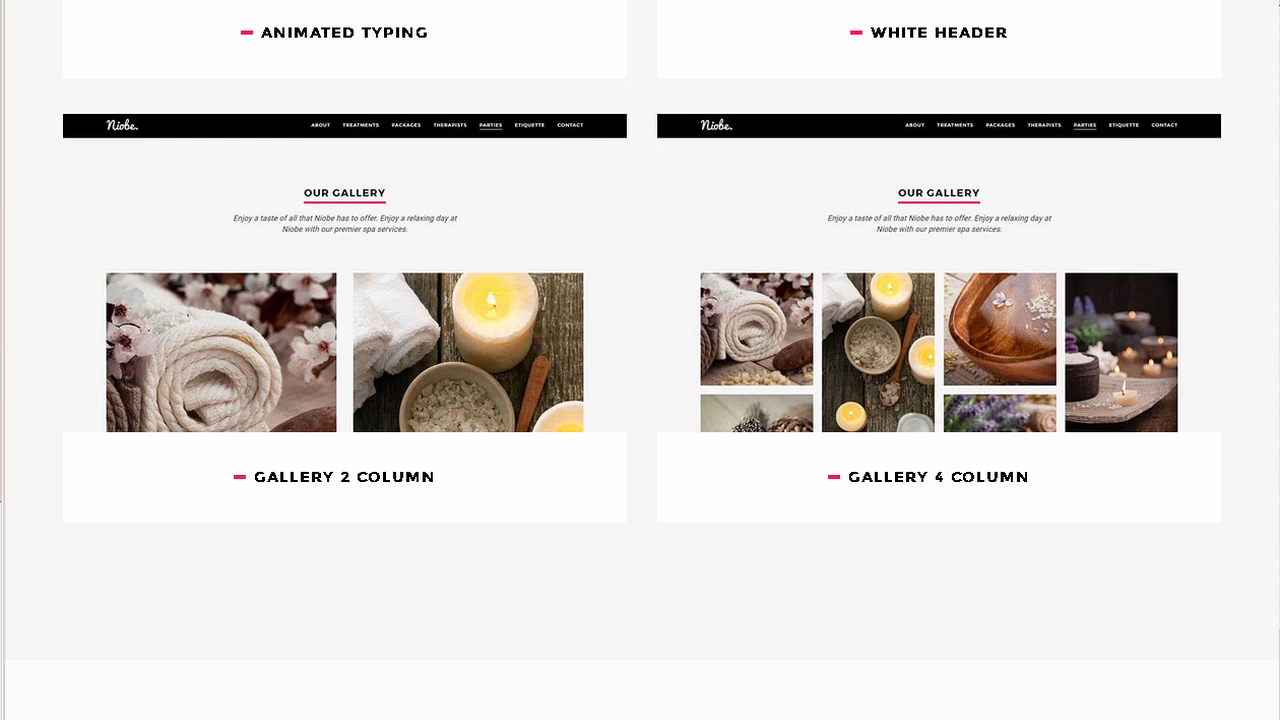 ANIMATED TYPING
WHITE HEADER
Niobe.
ABOUT TREATMENTS PACKAGES THERAPISTS PARTIES ETIQUETTE CONTACT
OUR GALLERY
Enjoy a taste of all that Niobe has to offer. Enjoy a relaxing day at
Niobe with our premier spa services.
GALLERY 2 COLUMN
Niobe.
ABOUT TREATMENTS PACKAGES THERAPISTS PARTIES ETIQUETTE CONTACT
OUR GALLERY
Enjoy a taste of all that Niobe has to offer. Enjoy a relaxing day at
Niobe with our premier spa services.
GALLERY 4 COLUMN